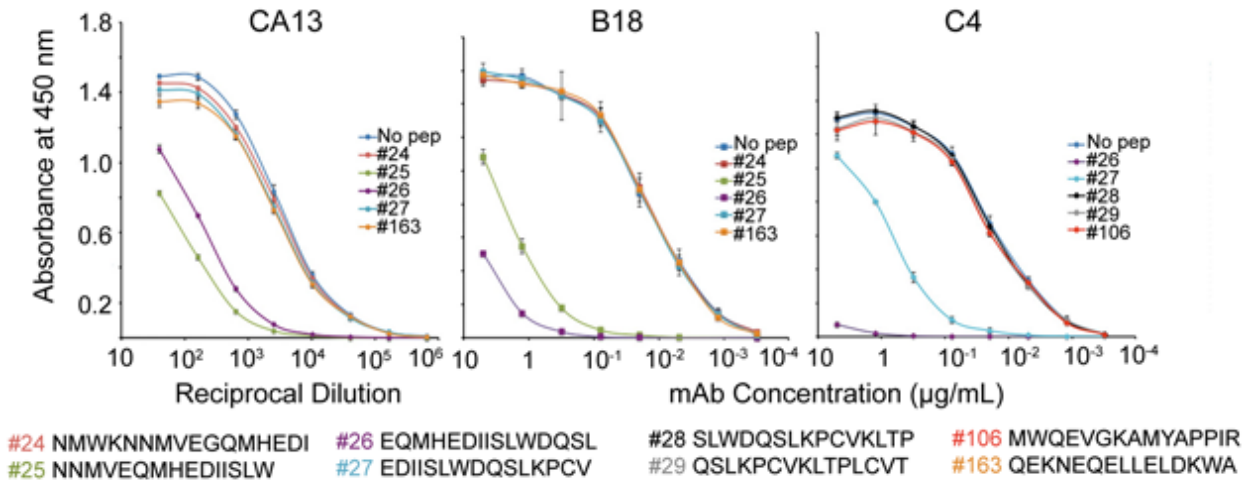 CA13
B18
C4
Absorbance at 450 nm
1.8
1.4
1.0
0.6
0.2
No pep
#24
#25
#26
#27
#163
No pep
#24
#25
#26
#27
#163
No pep
#26
#27
#28
#29
#106
10 10² 10³ 10⁴ 10⁵ 10⁶
10 1 10⁻¹ 10⁻² 10⁻³ 10⁻⁴
10 1 10⁻¹ 10⁻² 10⁻³ 10⁻⁴
Reciprocal Dilution
mAb Concentration (µg/mL)
#24 NMWKNNMVEGQMHEDI #26 EQMHEDIISLWDQSL #28 SLWDQSLKPCVKLTP #106 MWQEVGKAMYAPPIR
#25 NNMVEQMHEDIISLW #27 EDIISLWDQSLKPCV #29 QSLKPCVKLTPLCVT #163 QEKNEQELLELDKWA